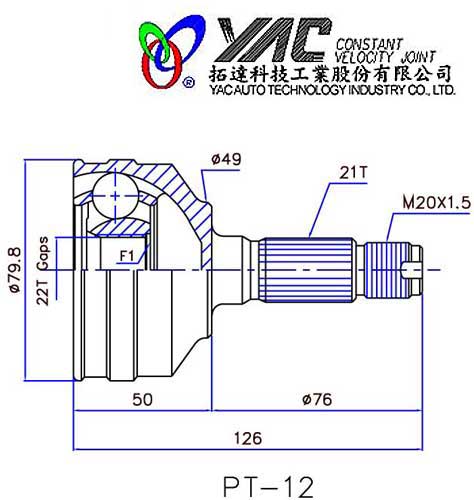 YAC CONSTANT
VELOCITY JOINT
拓達科技工業股份有限公司
®
YAC AUTO TECHNOLOGY INDUSTRY CO., LTD.
ø49
21T
M20X1.5
ø79.8
22T Gaps
F1
50
ø76
126
PT-12